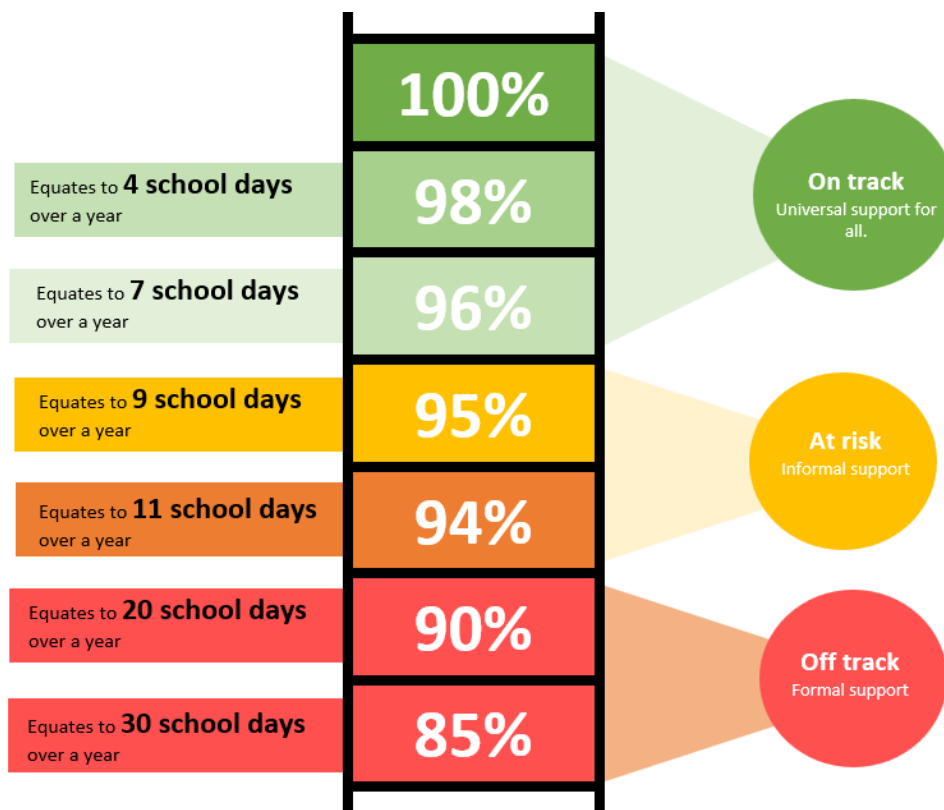 100%
Equates to 4 school days
over a year
98%
Equates to 7 school days
over a year
96%
On track
Universal support for
all.
Equates to 9 school days
over a year
95%
Equates to 11 school days
over a year
94%
At risk
Informal support
Equates to 20 school days
over a year
90%
Equates to 30 school days
over a year
85%
Off track
Formal support